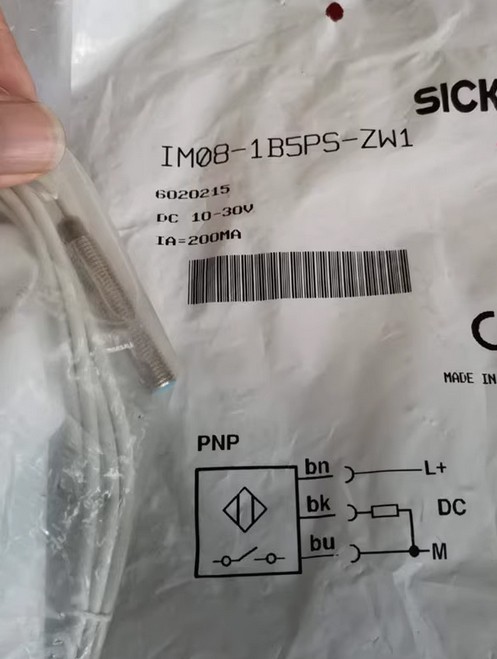 SICK
IM08-1B5PS-ZW1
6020215
DC 10-30V
IA=200MA
MADE IN
PNP
bn
L+
bk
DC
bu
M